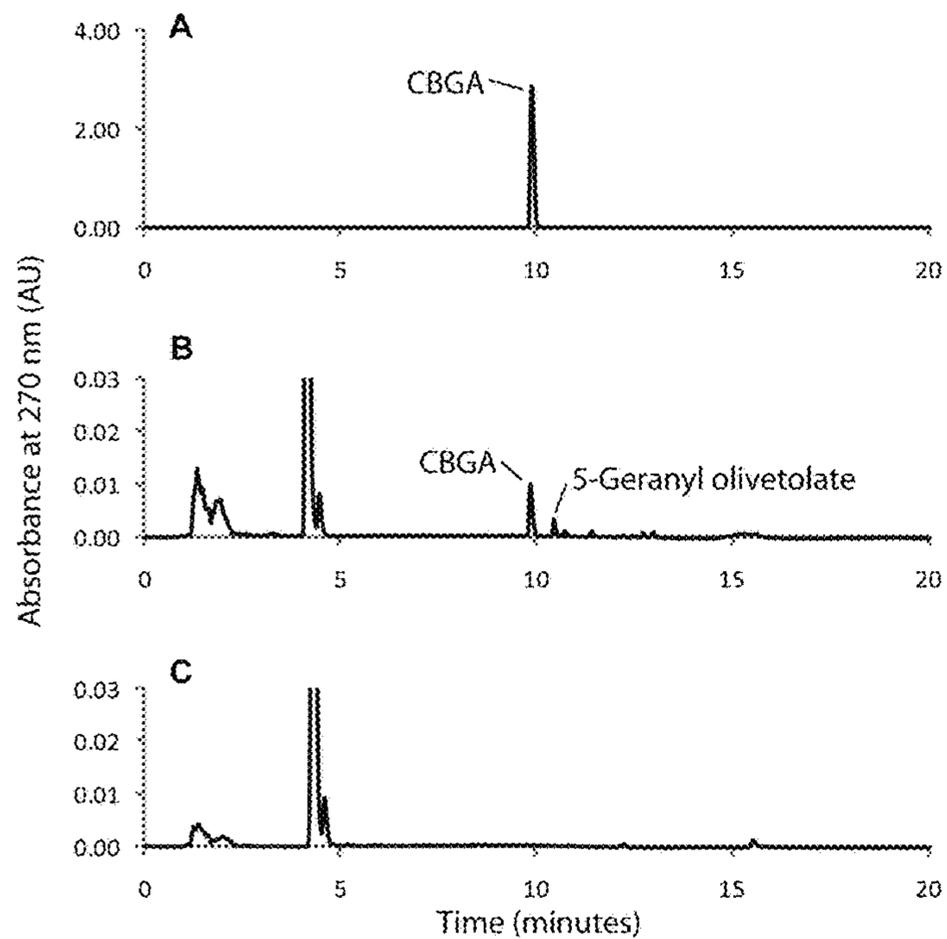 A
4.00
CBGA
2.00
0.00
0 5 10 15 20
Absorbance at 270 nm (AU)
B
0.03
0.02
CBGA
5-Geranyl olivetolate
0.01
0.00
0 5 10 15 20
C
0.03
0.02
0.01
0.00
0 5 10 15 20
Time (minutes)